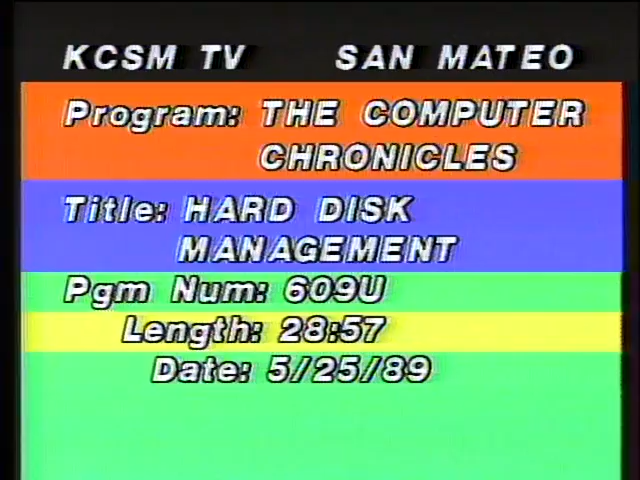 KCSM TV SAN MATEO
Program: THE COMPUTER
CHRONICLES
Title: HARD DISK
MANAGEMENT
Pgm Num: 609U
Length: 28:57
Date: 5/25/89